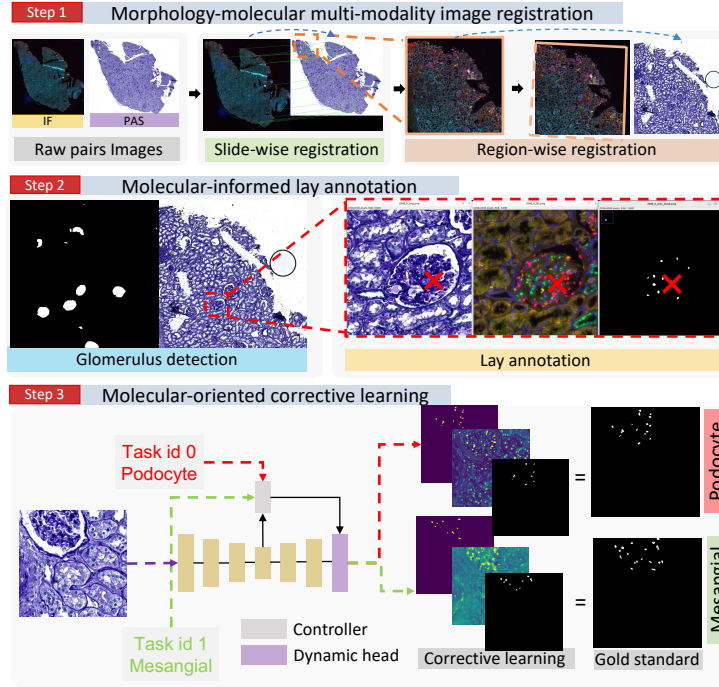 Step 1
Morphology-molecular multi-modality image registration
IF
PAS
Raw pairs Images
Slide-wise registration
Region-wise registration
Step 2
Molecular-informed lay annotation
Glomerulus detection
Lay annotation
Step 3
Molecular-oriented corrective learning
Task id 0
Podocyte
Task id 1
Mesangial
Controller
Dynamic head
=
=
Corrective learning
Gold standard
Podocyte
Mesangial